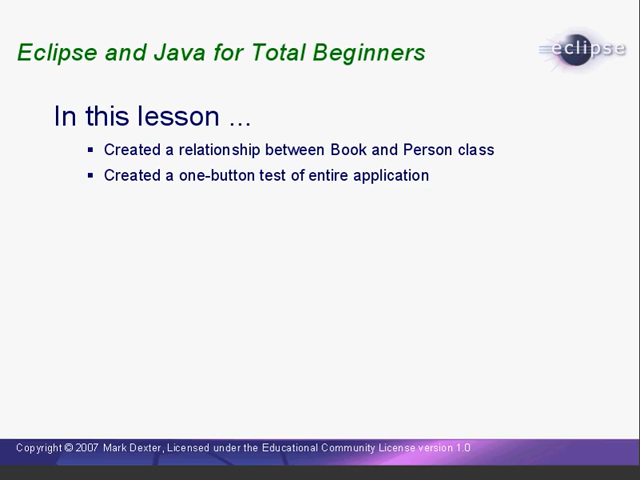 Eclipse and Java for Total Beginners
eclipse
In this lesson ...
▪ Created a relationship between Book and Person class
▪ Created a one-button test of entire application
Copyright © 2007 Mark Dexter, Licensed under the Educational Community License version 1.0